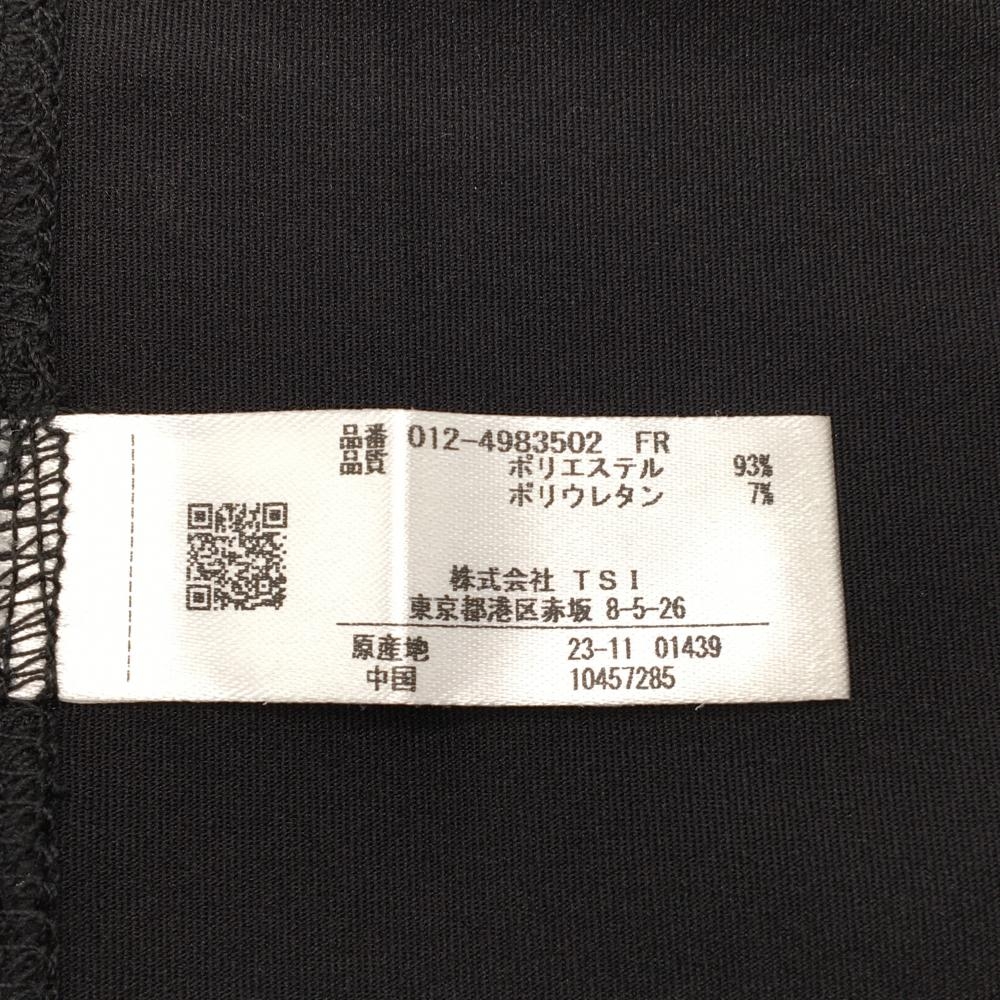 品番 012-4983502 FR
品質 ポリエステル 93%
ポリウレタン 7%
株式会社 TSI
東京都港区赤坂 8-5-26
原産地 23-11 01439
中国 10457285